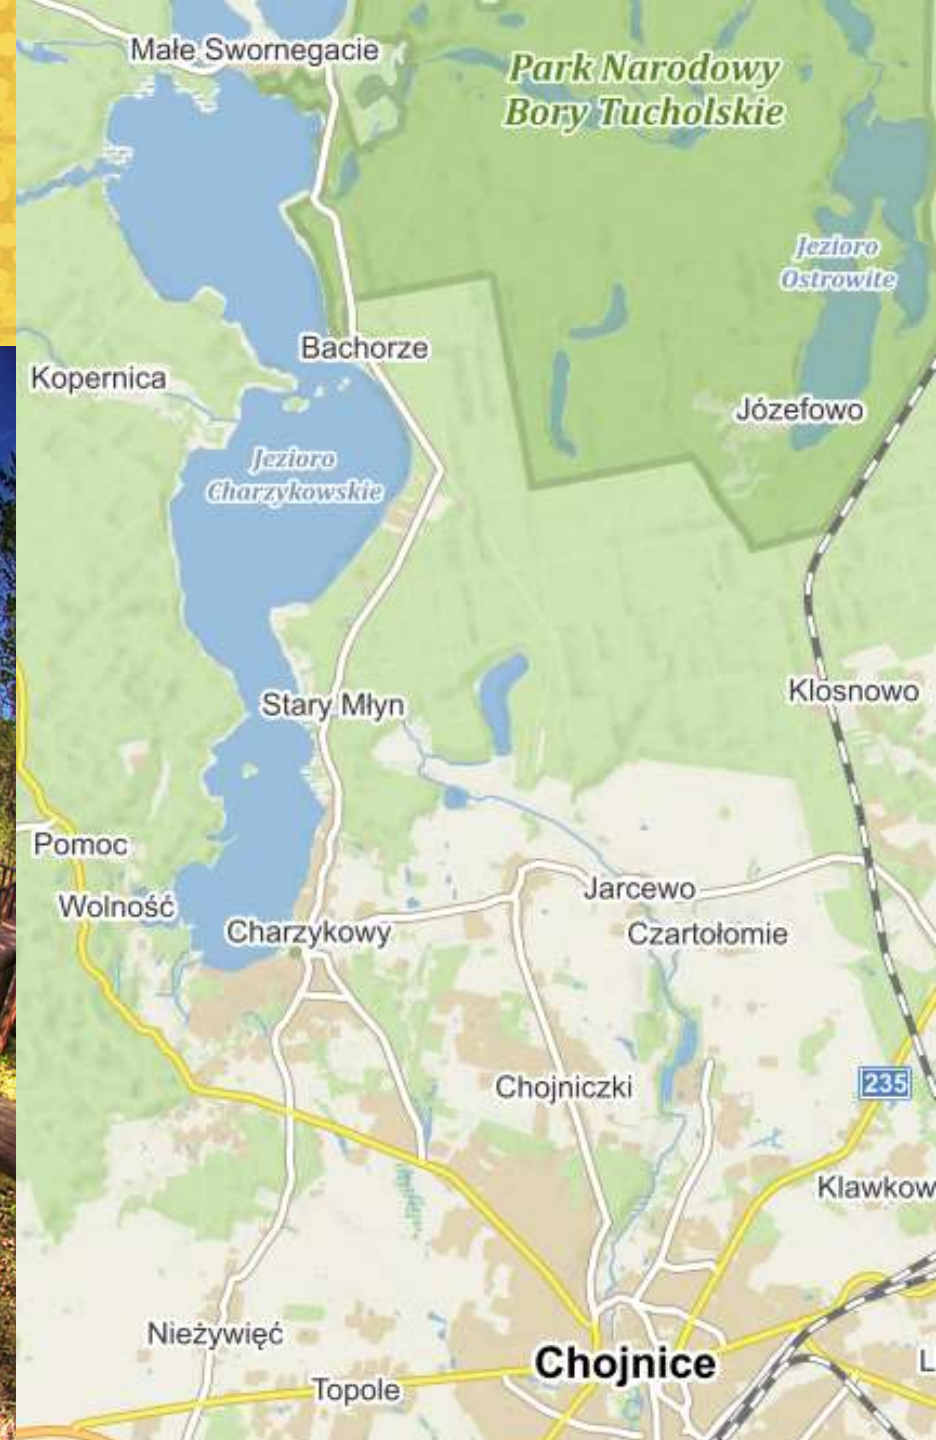 Małe Swornegacie
Park Narodowy
Bory Tucholskie
Jezioro
Ostrowite
Bachorze
Kopernica
Józefowo
Jezioro
Charzykowskie
Klosnowo
Stary Młyn
Pomoc
Jarcewo
Wolność
Charzykowy
Czartołomie
235
Chojniczki
Klawkow
Nieżywięć
Chojnice
L
Topole